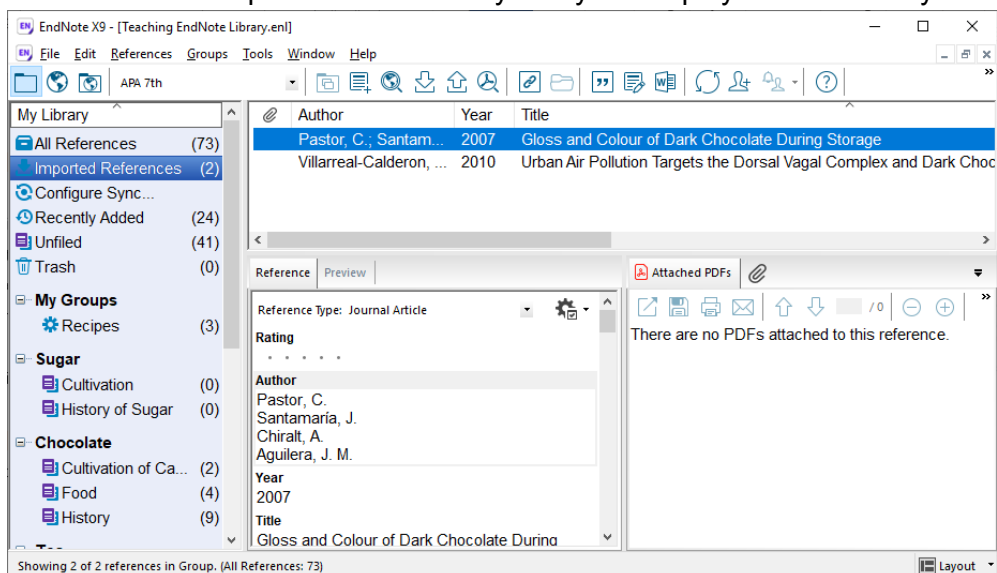 EndNote X9 - [Teaching EndNote Library.enl]
File Edit References Groups Tools Window Help
APA 7th
My Library
All References (73)
Imported References (2)
Configure Sync...
Recently Added (24)
Unfiled (41)
Trash (0)
My Groups
Recipes (3)
Sugar
Cultivation (0)
History of Sugar (0)
Chocolate
Cultivation of Ca... (2)
Food (4)
History (9)
Author Year Title
Pastor, C.; Santam... 2007 Gloss and Colour of Dark Chocolate During Storage
Villarreal-Calderon, ... 2010 Urban Air Pollution Targets the Dorsal Vagal Complex and Dark Choc
Reference Preview
Reference Type: Journal Article
Rating
Author
Pastor, C.
Santamaría, J.
Chiralt, A.
Aguilera, J. M.
Year
2007
Title
Gloss and Colour of Dark Chocolate During
Attached PDFs
/ 0
There are no PDFs attached to this reference.
Showing 2 of 2 references in Group. (All References: 73)
Layout